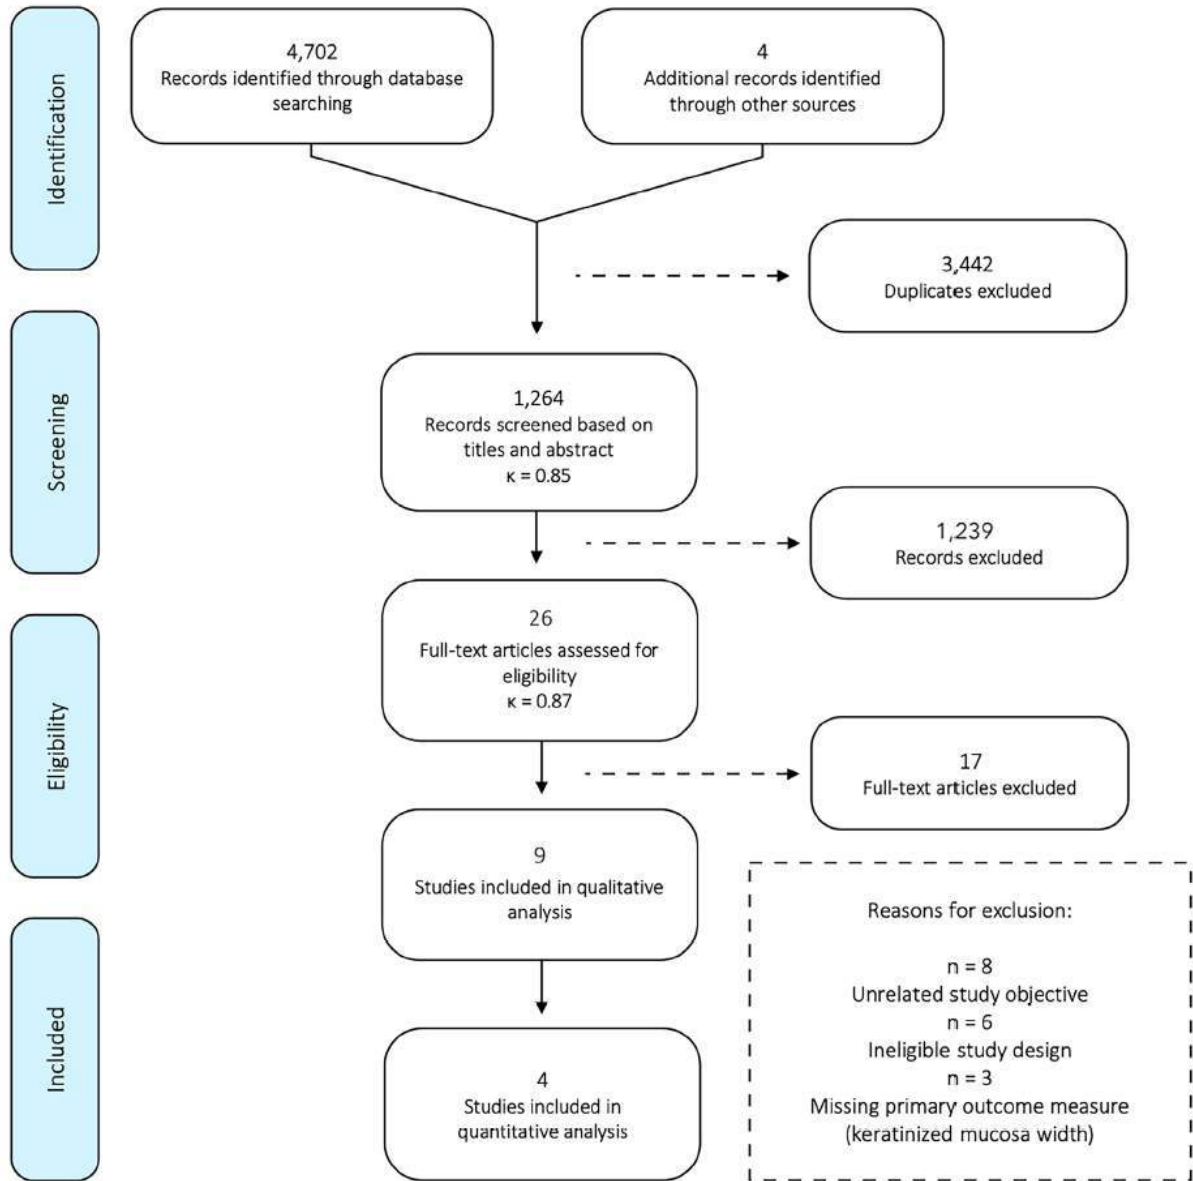 Identification
4,702
Records identified through database
searching
4
Additional records identified
through other sources
3,442
Duplicates excluded
Screening
1,264
Records screened based on
titles and abstract
κ = 0.85
1,239
Records excluded
Eligibility
26
Full-text articles assessed for
eligibility
κ = 0.87
17
Full-text articles excluded
9
Studies included in qualitative
analysis
Included
4
Studies included in
quantitative analysis
Reasons for exclusion:
n = 8
Unrelated study objective
n = 6
Ineligible study design
n = 3
Missing primary outcome measure
(keratinized mucosa width)